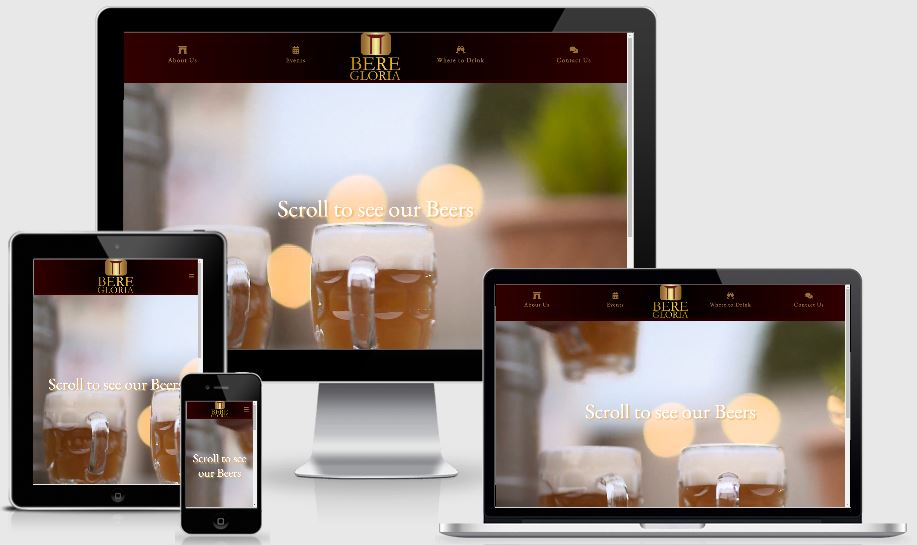 About Us
Events
BERE
GLORIA
Where to Drink
Contact Us
Scroll to see our Beers
BERE
GLORIA
Scroll to see our Beers
BERE
GLORIA
Scroll to see
our Beers
About Us
Events
BERE
GLORIA
Where to Drink
Contact Us
Scroll to see our Beers